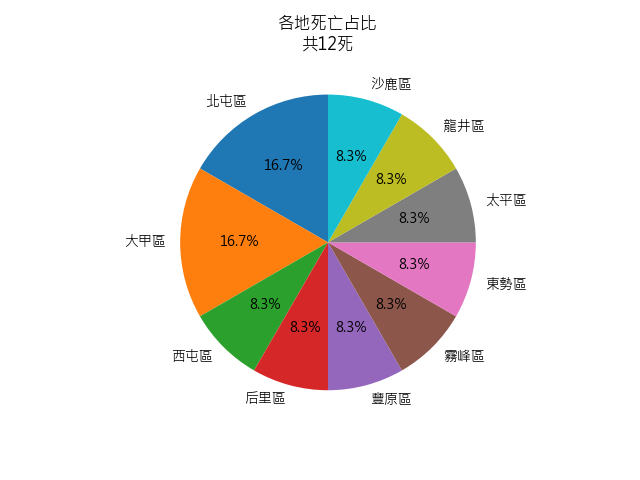 各地死亡占比
共12死
沙鹿區
北屯區
龍井區
8.3%
16.7%
8.3%
太平區
8.3%
大甲區
16.7%
8.3%
東勢區
8.3%
8.3%
8.3%
8.3%
西屯區
霧峰區
后里區
豐原區